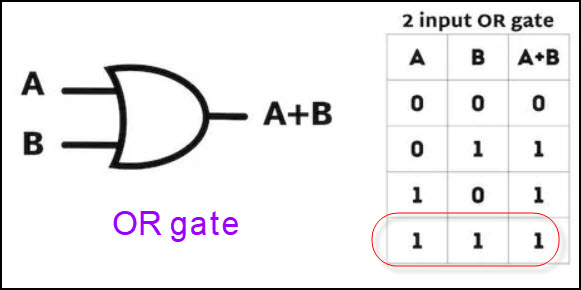 A
B
A+B
OR gate
2 input OR gate
A B A+B
0 0 0
0 1 1
1 0 1
1 1 1